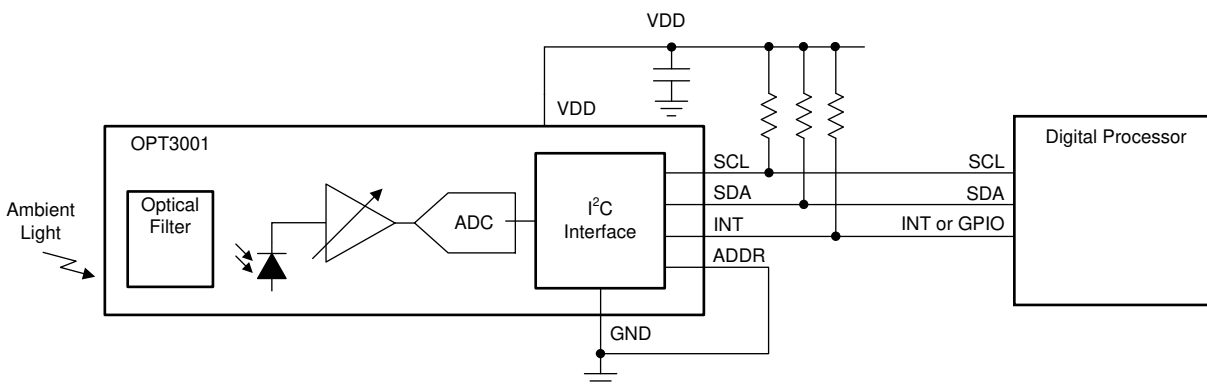 VDD
VDD
OPT3001
Digital Processor
Ambient
Light
Optical
Filter
ADC
I²C
Interface
SCL
SDA
INT
ADDR
SCL
SDA
INT or GPIO
GND